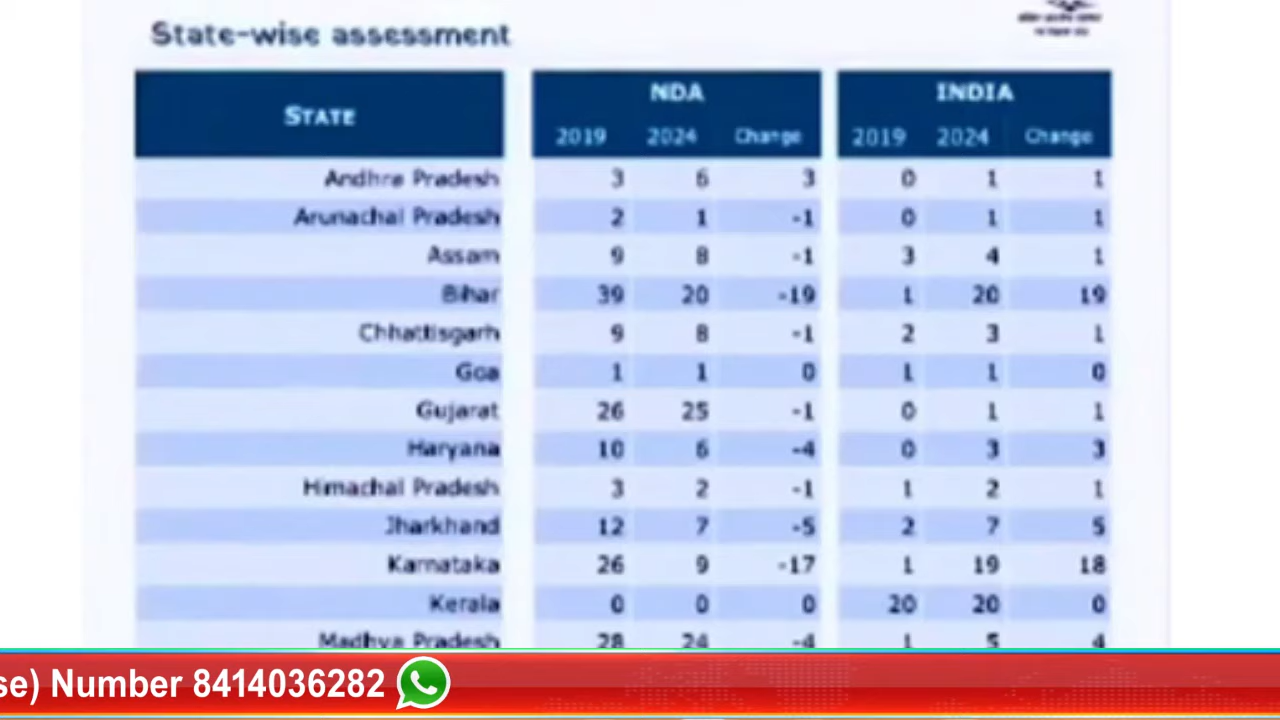 State-wise assessment
STATE NDA INDIA
2019 2024 Change 2019 2024 Change
Andhra Pradesh 3 6 3 0 1 1
Arunachal Pradesh 2 1 -1 0 1 1
Assam 9 8 -1 3 4 1
Bihar 39 20 -19 1 20 19
Chhattisgarh 9 8 -1 2 3 1
Goa 1 1 0 1 1 0
Gujarat 26 25 -1 0 1 1
Haryana 10 6 -4 0 3 3
Himachal Pradesh 3 2 -1 1 2 1
Jharkhand 12 7 -5 2 7 5
Karnataka 26 9 -17 1 19 18
Kerala 0 0 0 20 20 0
Madhya Pradesh 28 24 -4 1 5 4
se) Number 8414036282